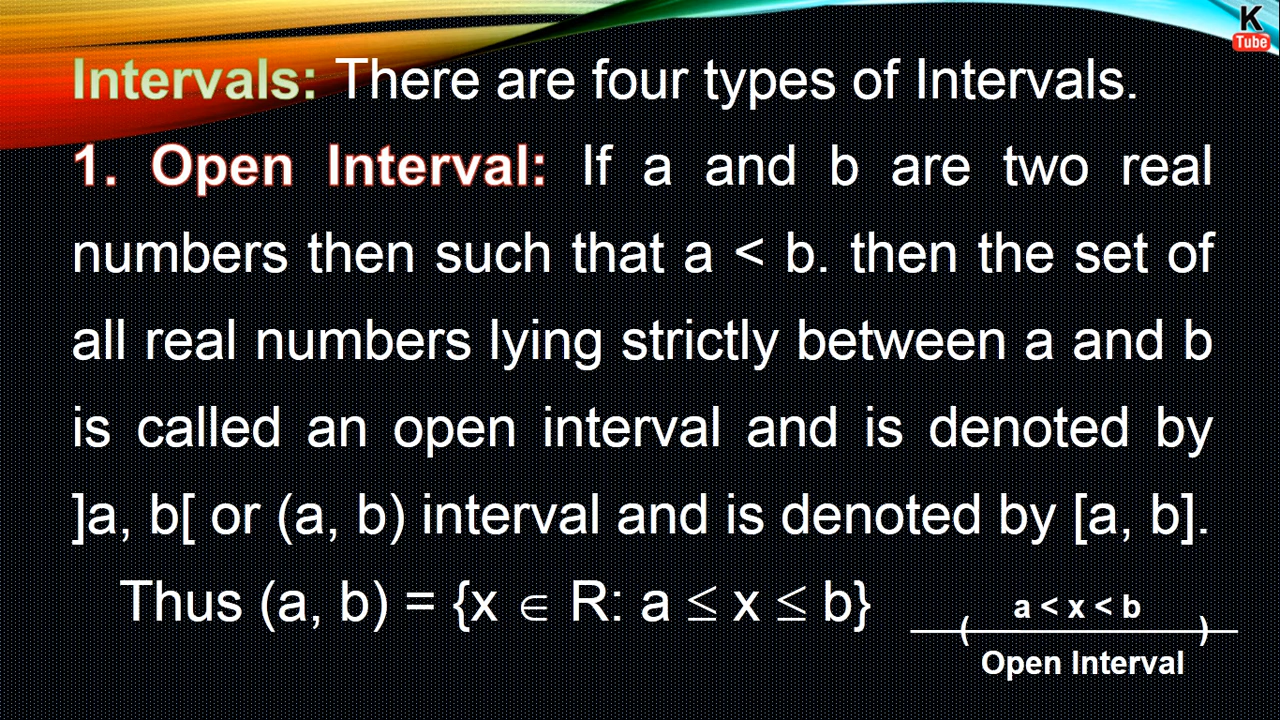 K
Tube
Intervals: There are four types of Intervals.
1. Open Interval: If a and b are two real
numbers then such that a < b. then the set of
all real numbers lying strictly between a and b
is called an open interval and is denoted by
]a, b[ or (a, b) interval and is denoted by [a, b].
Thus (a, b) = {x ∈ R: a ≤ x ≤ b}
a < x < b
( )
Open Interval